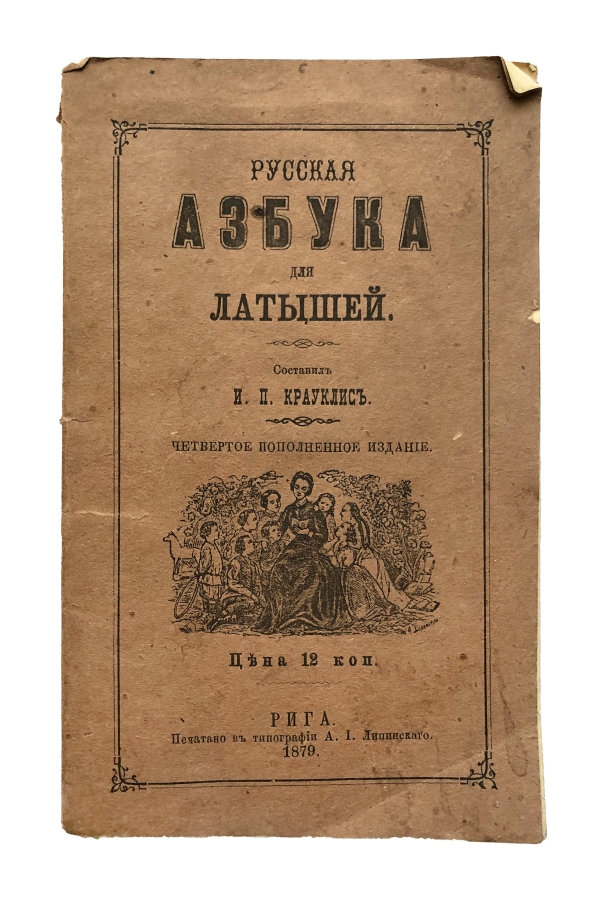 РУССКАЯ
АЗБУКА
ДЛЯ
ЛАТЫШЕЙ.
Составилъ
И. П. КРАУКЛИСЪ.
ЧЕТВЕРТОЕ ПОПОЛНЕННОЕ ИЗДАНІЕ.
Цѣна 12 коп.
РИГА.
Печатано въ типографіи А. І. Липинскаго.
1879.